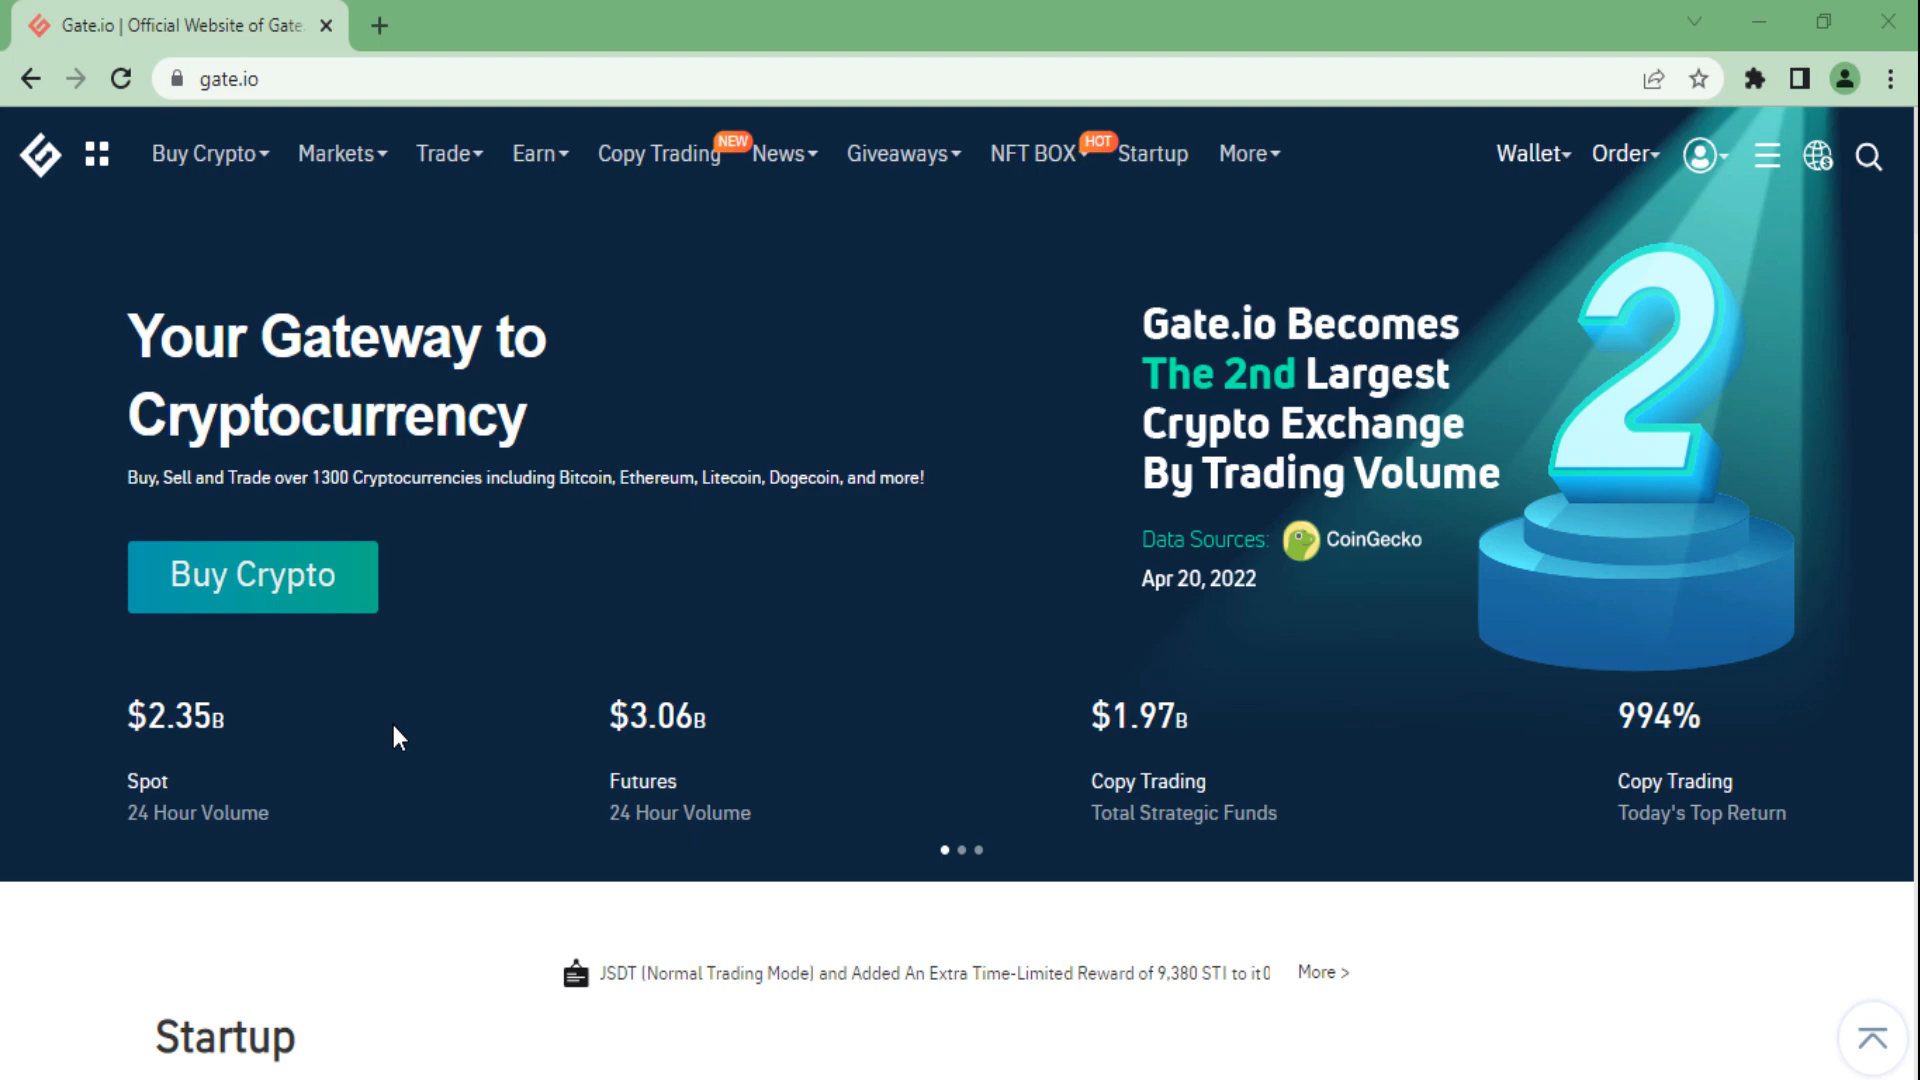 Gate.io | Official Website of Gate.
gate.io
Buy Crypto
Markets
Trade
Earn
Copy Trading
NEW
News
Giveaways
NFT BOX
HOT
Startup
More
Wallet
Order
Your Gateway to
Cryptocurrency
Buy, Sell and Trade over 1300 Cryptocurrencies including Bitcoin, Ethereum, Litecoin, Dogecoin, and more!
Buy Crypto
Gate.io Becomes
The 2nd Largest
Crypto Exchange
By Trading Volume
2
Data Sources: CoinGecko
Apr 20, 2022
$2.35B
$3.06B
$1.97B
994%
Spot
Futures
Copy Trading
Copy Trading
24 Hour Volume
24 Hour Volume
Total Strategic Funds
Today's Top Return
JSDT (Normal Trading Mode) and Added An Extra Time-Limited Reward of 9,380 STI to it
More >
Startup